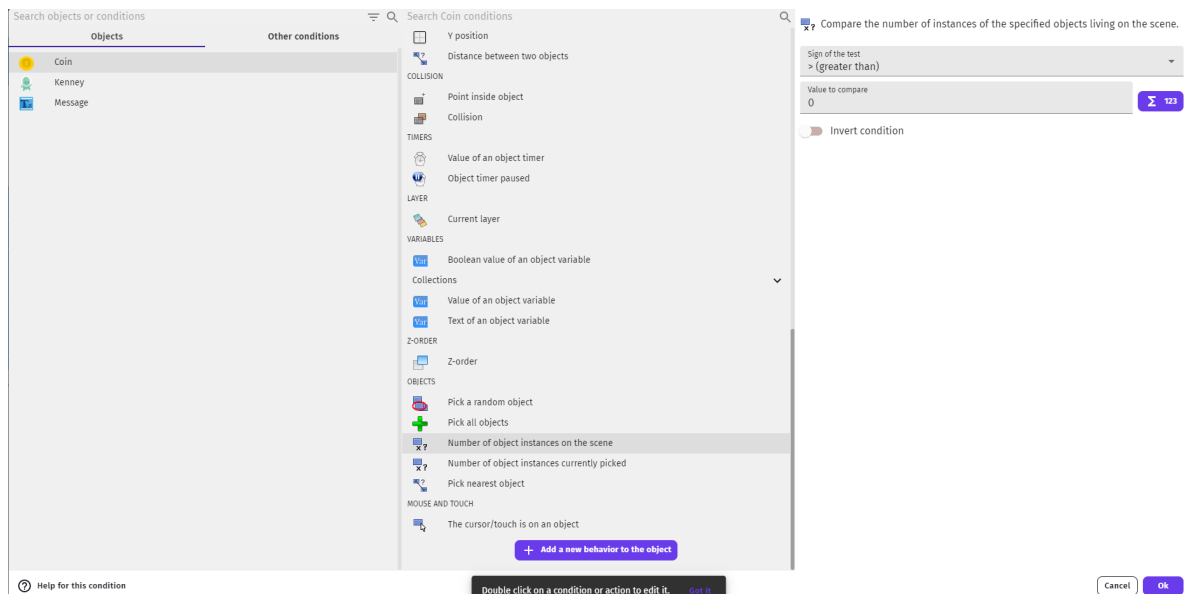 Search objects or conditions
Objects
Other conditions
Coin
Kenney
Message
Search Coin conditions
Y position
Distance between two objects
COLLISION
Point inside object
Collision
TIMERS
Value of an object timer
Object timer paused
LAYER
Current layer
VARIABLES
Var
Boolean value of an object variable
Collections
Var
Value of an object variable
Var
Text of an object variable
Z-ORDER
Z-order
OBJECTS
Pick a random object
Pick all objects
x ?
Number of object instances on the scene
x ?
Number of object instances currently picked
Pick nearest object
MOUSE AND TOUCH
The cursor/touch is on an object
+ Add a new behavior to the object
x ?
Compare the number of instances of the specified objects living on the scene.
Sign of the test
> (greater than)
Value to compare
0
Σ 123
Invert condition
? Help for this condition
Double click on a condition or action to edit it.
Got it
Cancel
Ok